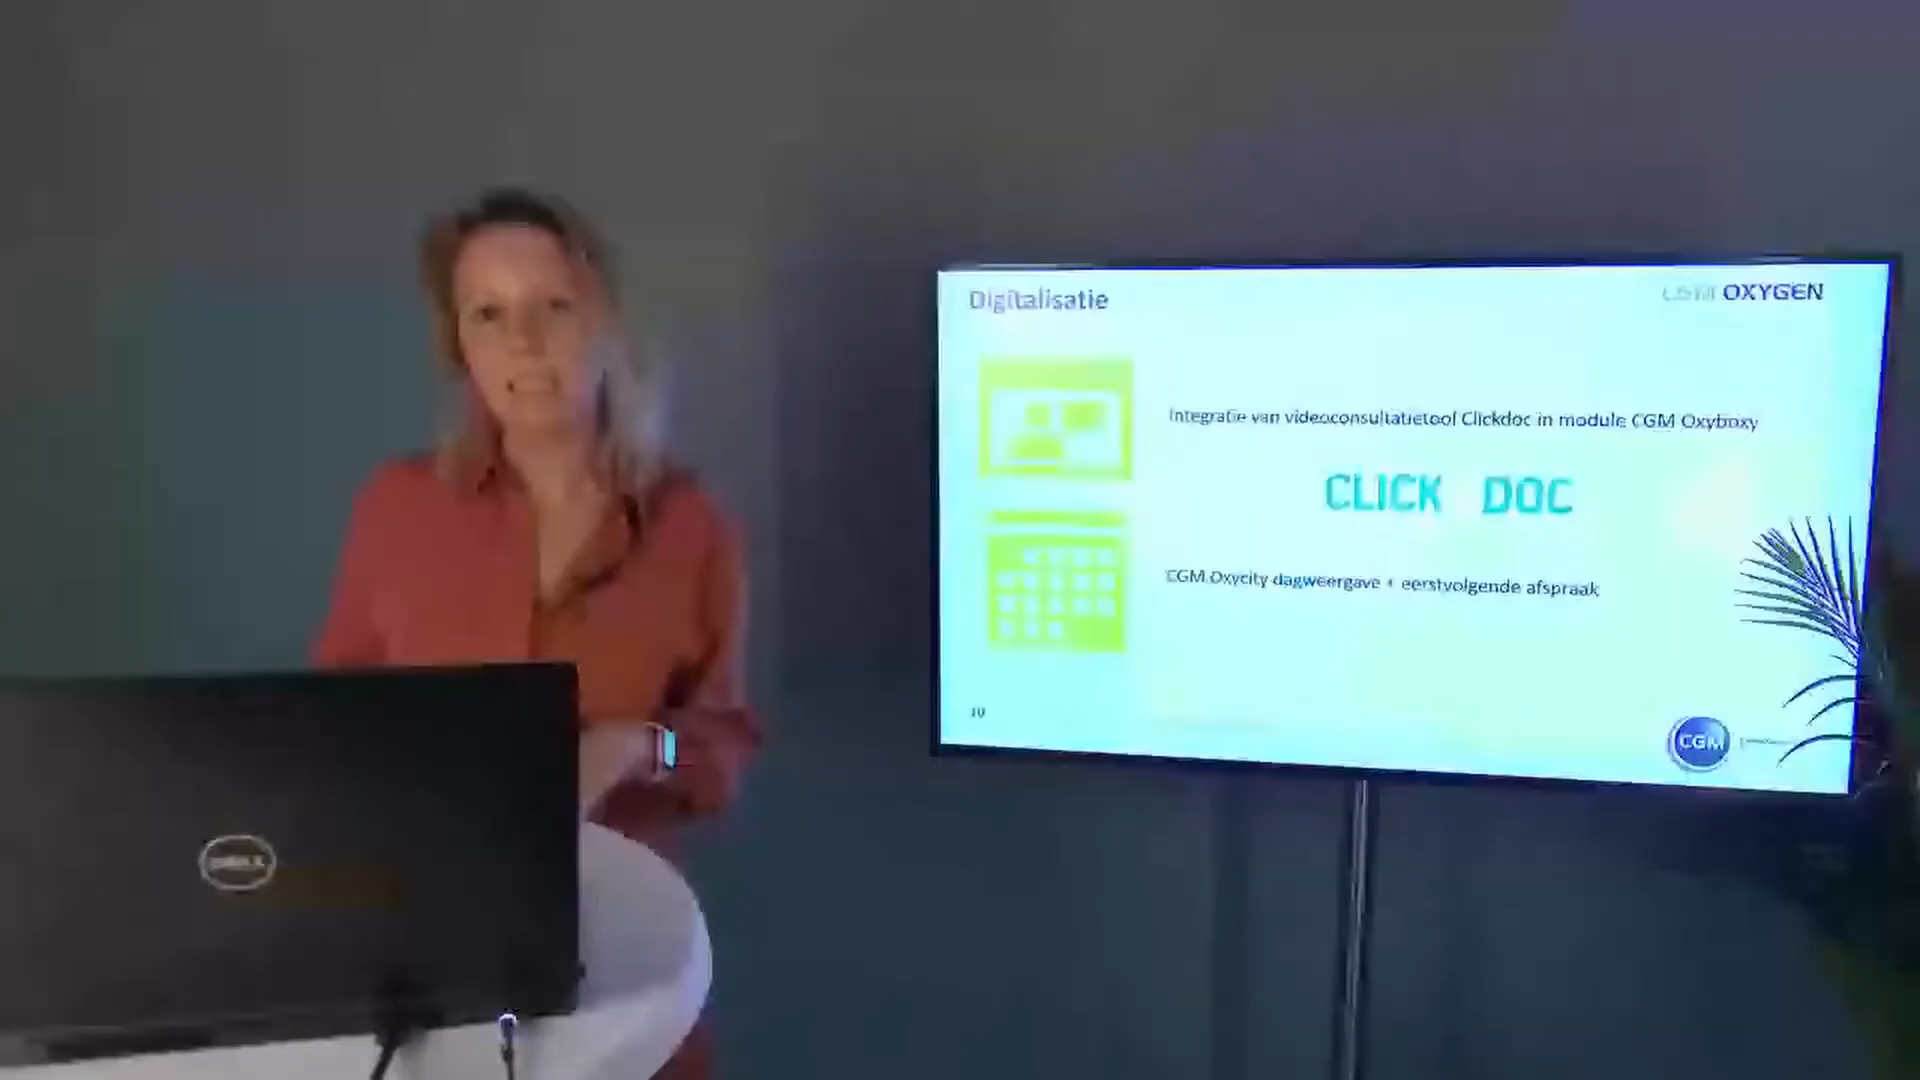 Digitalisatie
CGM OXYGEN
Integratie van videoconsultatietool Clickdoc in module CGM Oxyboxy
CLICK DOC
CGM Oxycity dagweergave + eerstvolgende afspraak
10
CGM
DELL